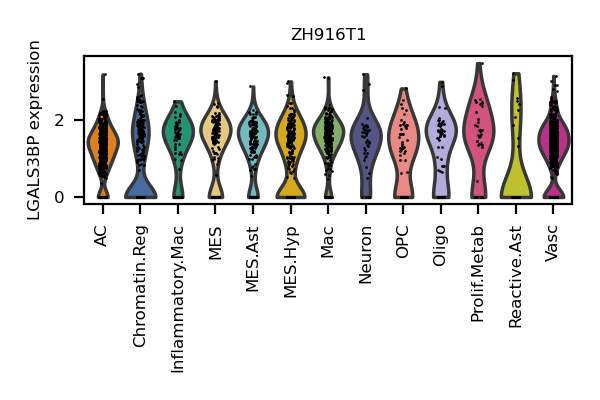 ZH916T1
LGALS3BP expression
2
0
AC
Chromatin.Reg
Inflammatory.Mac
MES
MES.Ast
MES.Hyp
Mac
Neuron
OPC
Oligo
Prolif.Metab
Reactive.Ast
Vasc